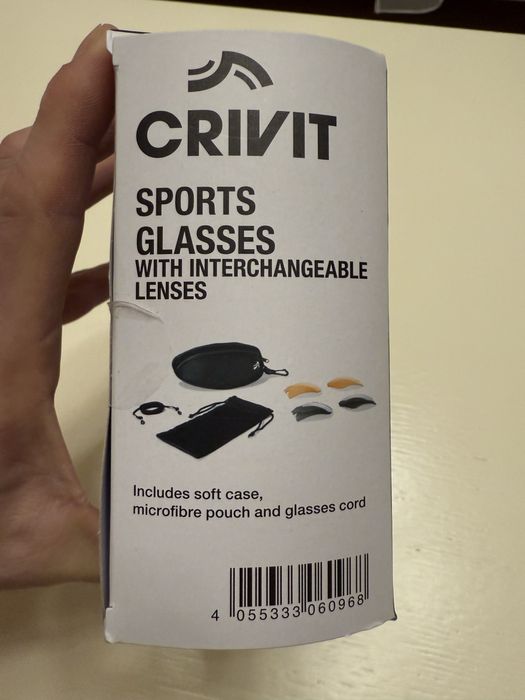 CRIVIT
SPORTS
GLASSES
WITH INTERCHANGEABLE
LENSES
Includes soft case,
microfibre pouch and glasses cord
4 055333 060968